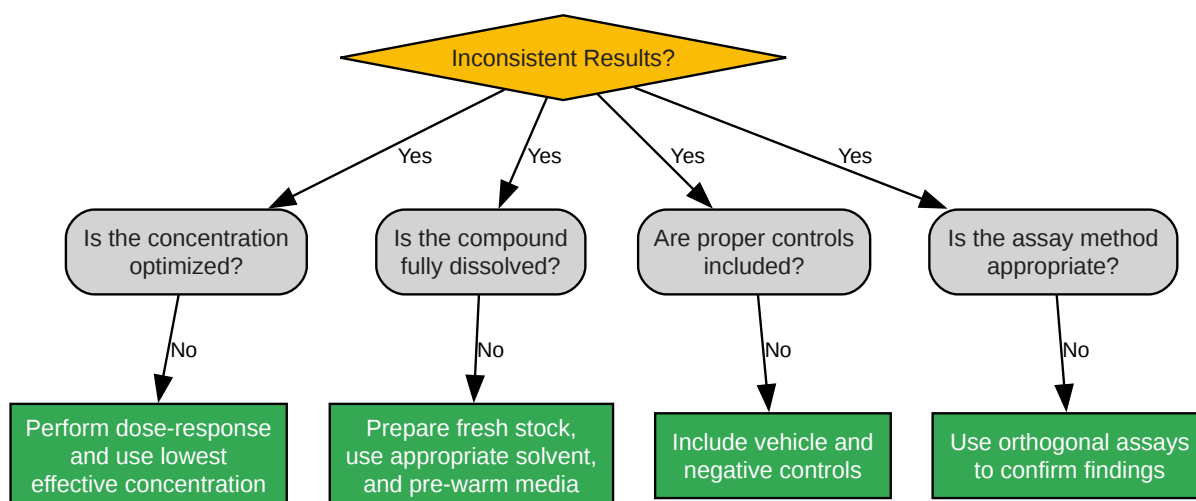 Inconsistent Results?
Yes
Yes
Yes
Yes
Is the concentration
optimized?
Is the compound
fully dissolved?
Are proper controls
included?
Is the assay method
appropriate?
No
No
No
No
Perform dose-response
and use lowest
effective concentration
Prepare fresh stock,
use appropriate solvent,
and pre-warm media
Include vehicle and
negative controls
Use orthogonal assays
to confirm findings